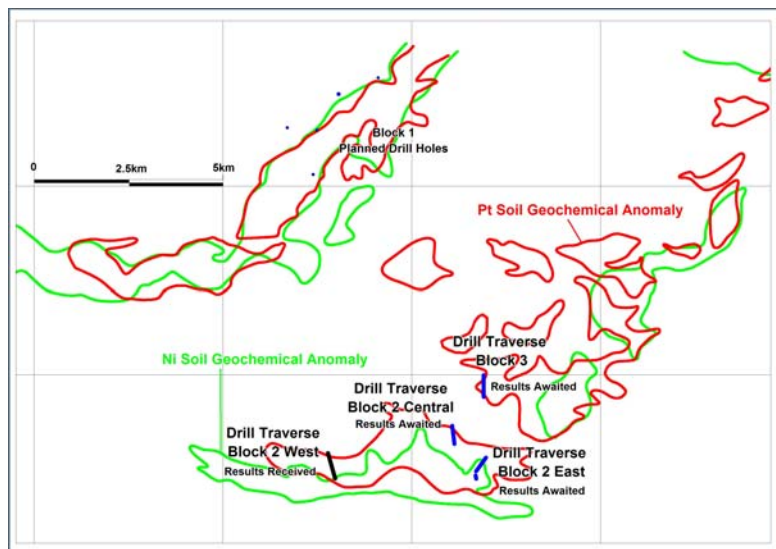 Block 1
Planned Drill Holes
0 2.5km 5km
Pt Soil Geochemical Anomaly
Drill Traverse
Block 3
Results Awaited
Ni Soil Geochemical Anomaly
Drill Traverse
Block 2 Central
Results Awaited
Drill Traverse
Block 2 West
Results Received
Drill Traverse
Block 2 East
Results Awaited